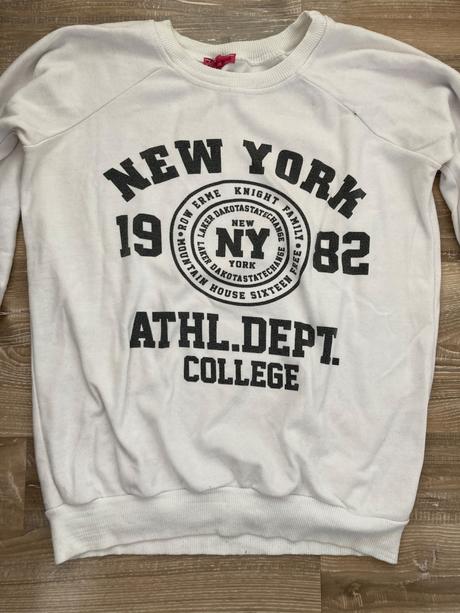 NEW YORK
19 82
ROW ERME KNIGHT FAMILY
MOUNTAIN HOUSE SIXTEEN FREE
LAKER DAKOTASTATECHANGE
LAKER DAKOTASTATECHANGE
NEW
NY
YORK
ATHL.DEPT.
COLLEGE